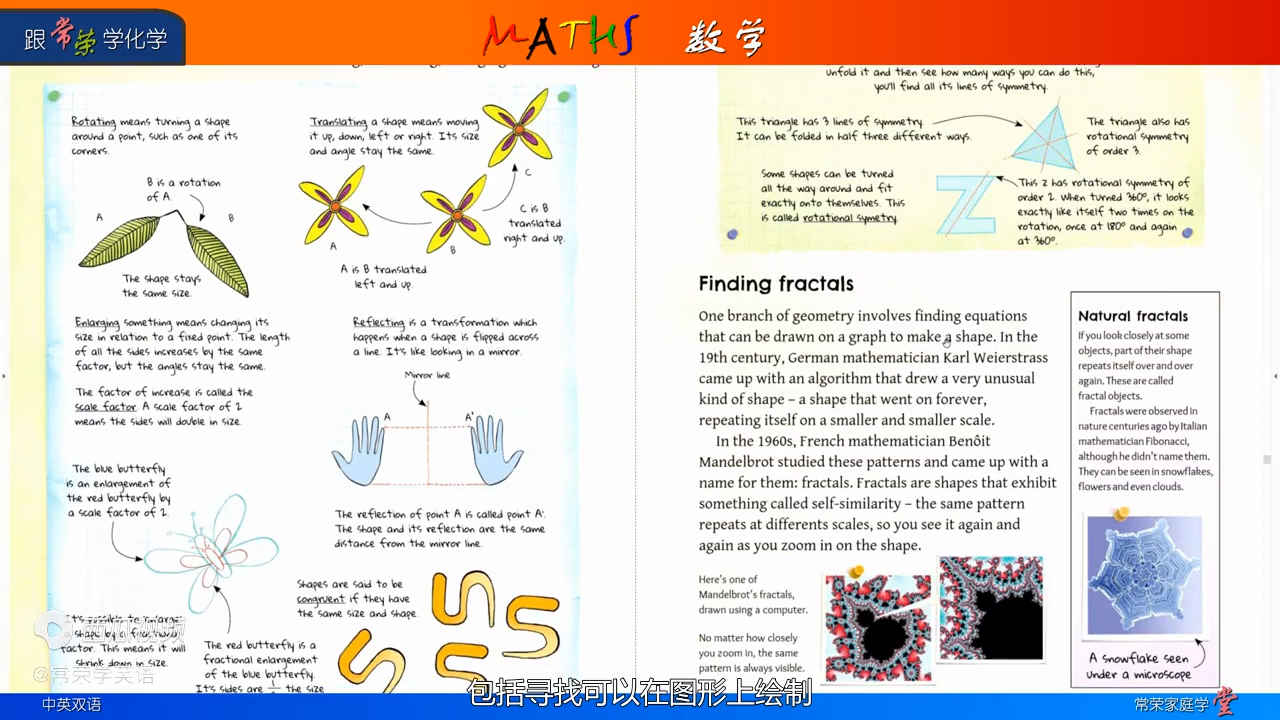 跟常荣学化学
MATHS 数学
Rotating means turning a shape
around a point, such as one of its
corners.
B is a rotation
of A.
A
B
The shape stays
the same size.
Translating a shape means moving
it up, down, left or right. Its size
and angle stay the same.
C
C is B
translated
right and up.
A
B
A is B translated
left and up.
Enlarging something means changing its
size in relation to a fixed point. The length
of all the sides increases by the same
factor, but the angles stay the same.
The factor of increase is called the
scale factor. A scale factor of 2
means the sides will double in size.
The blue butterfly
is an enlargement of
the red butterfly by
a scale factor of 2.
It's possible to enlarge
a shape by a fractional
factor. This means it will
shrink down in size.
The red butterfly is a
fractional enlargement
of the blue butterfly.
Its sides are 1/2 the size
Reflecting is a transformation which
happens when a shape is flipped across
a line. It's like looking in a mirror.
Mirror line
A
A'
The reflection of point A is called point A'.
The shape and its reflection are the same
distance from the mirror line.
Shapes are said to be
congruent if they have
the same size and shape.
unfold it and then see how many ways you can do this,
you'll find all its lines of symmetry.
This triangle has 3 lines of symmetry.
It can be folded in half three different ways.
The triangle also has
rotational symmetry
of order 3.
Some shapes can be turned
all the way around and fit
exactly onto themselves. This
is called rotational symetry.
This z has rotational symmetry of
order 2. When turned 360°, it looks
exactly like itself two times on the
rotation, once at 180° and again
at 360°.
Finding fractals
One branch of geometry involves finding equations
that can be drawn on a graph to make a shape. In the
19th century, German mathematician Karl Weierstrass
came up with an algorithm that drew a very unusual
kind of shape – a shape that went on forever,
repeating itself on a smaller and smaller scale.
In the 1960s, French mathematician Benôit
Mandelbrot studied these patterns and came up with a
name for them: fractals. Fractals are shapes that exhibit
something called self-similarity – the same pattern
repeats at differents scales, so you see it again and
again as you zoom in on the shape.
Here's one of
Mandelbrot's fractals,
drawn using a computer.
No matter how closely
you zoom in, the same
pattern is always visible.
Natural fractals
If you look closely at some
objects, part of their shape
repeats itself over and over
again. These are called
fractal objects.
Fractals were observed in
nature centuries ago by Italian
mathematician Fibonacci,
although he didn't name them.
They can be seen in snowflakes,
flowers and even clouds.
A snowflake seen
under a microscope
西瓜视频
@常荣学英语
包括寻找可以在图形上绘制
中英双语
常荣家庭学堂